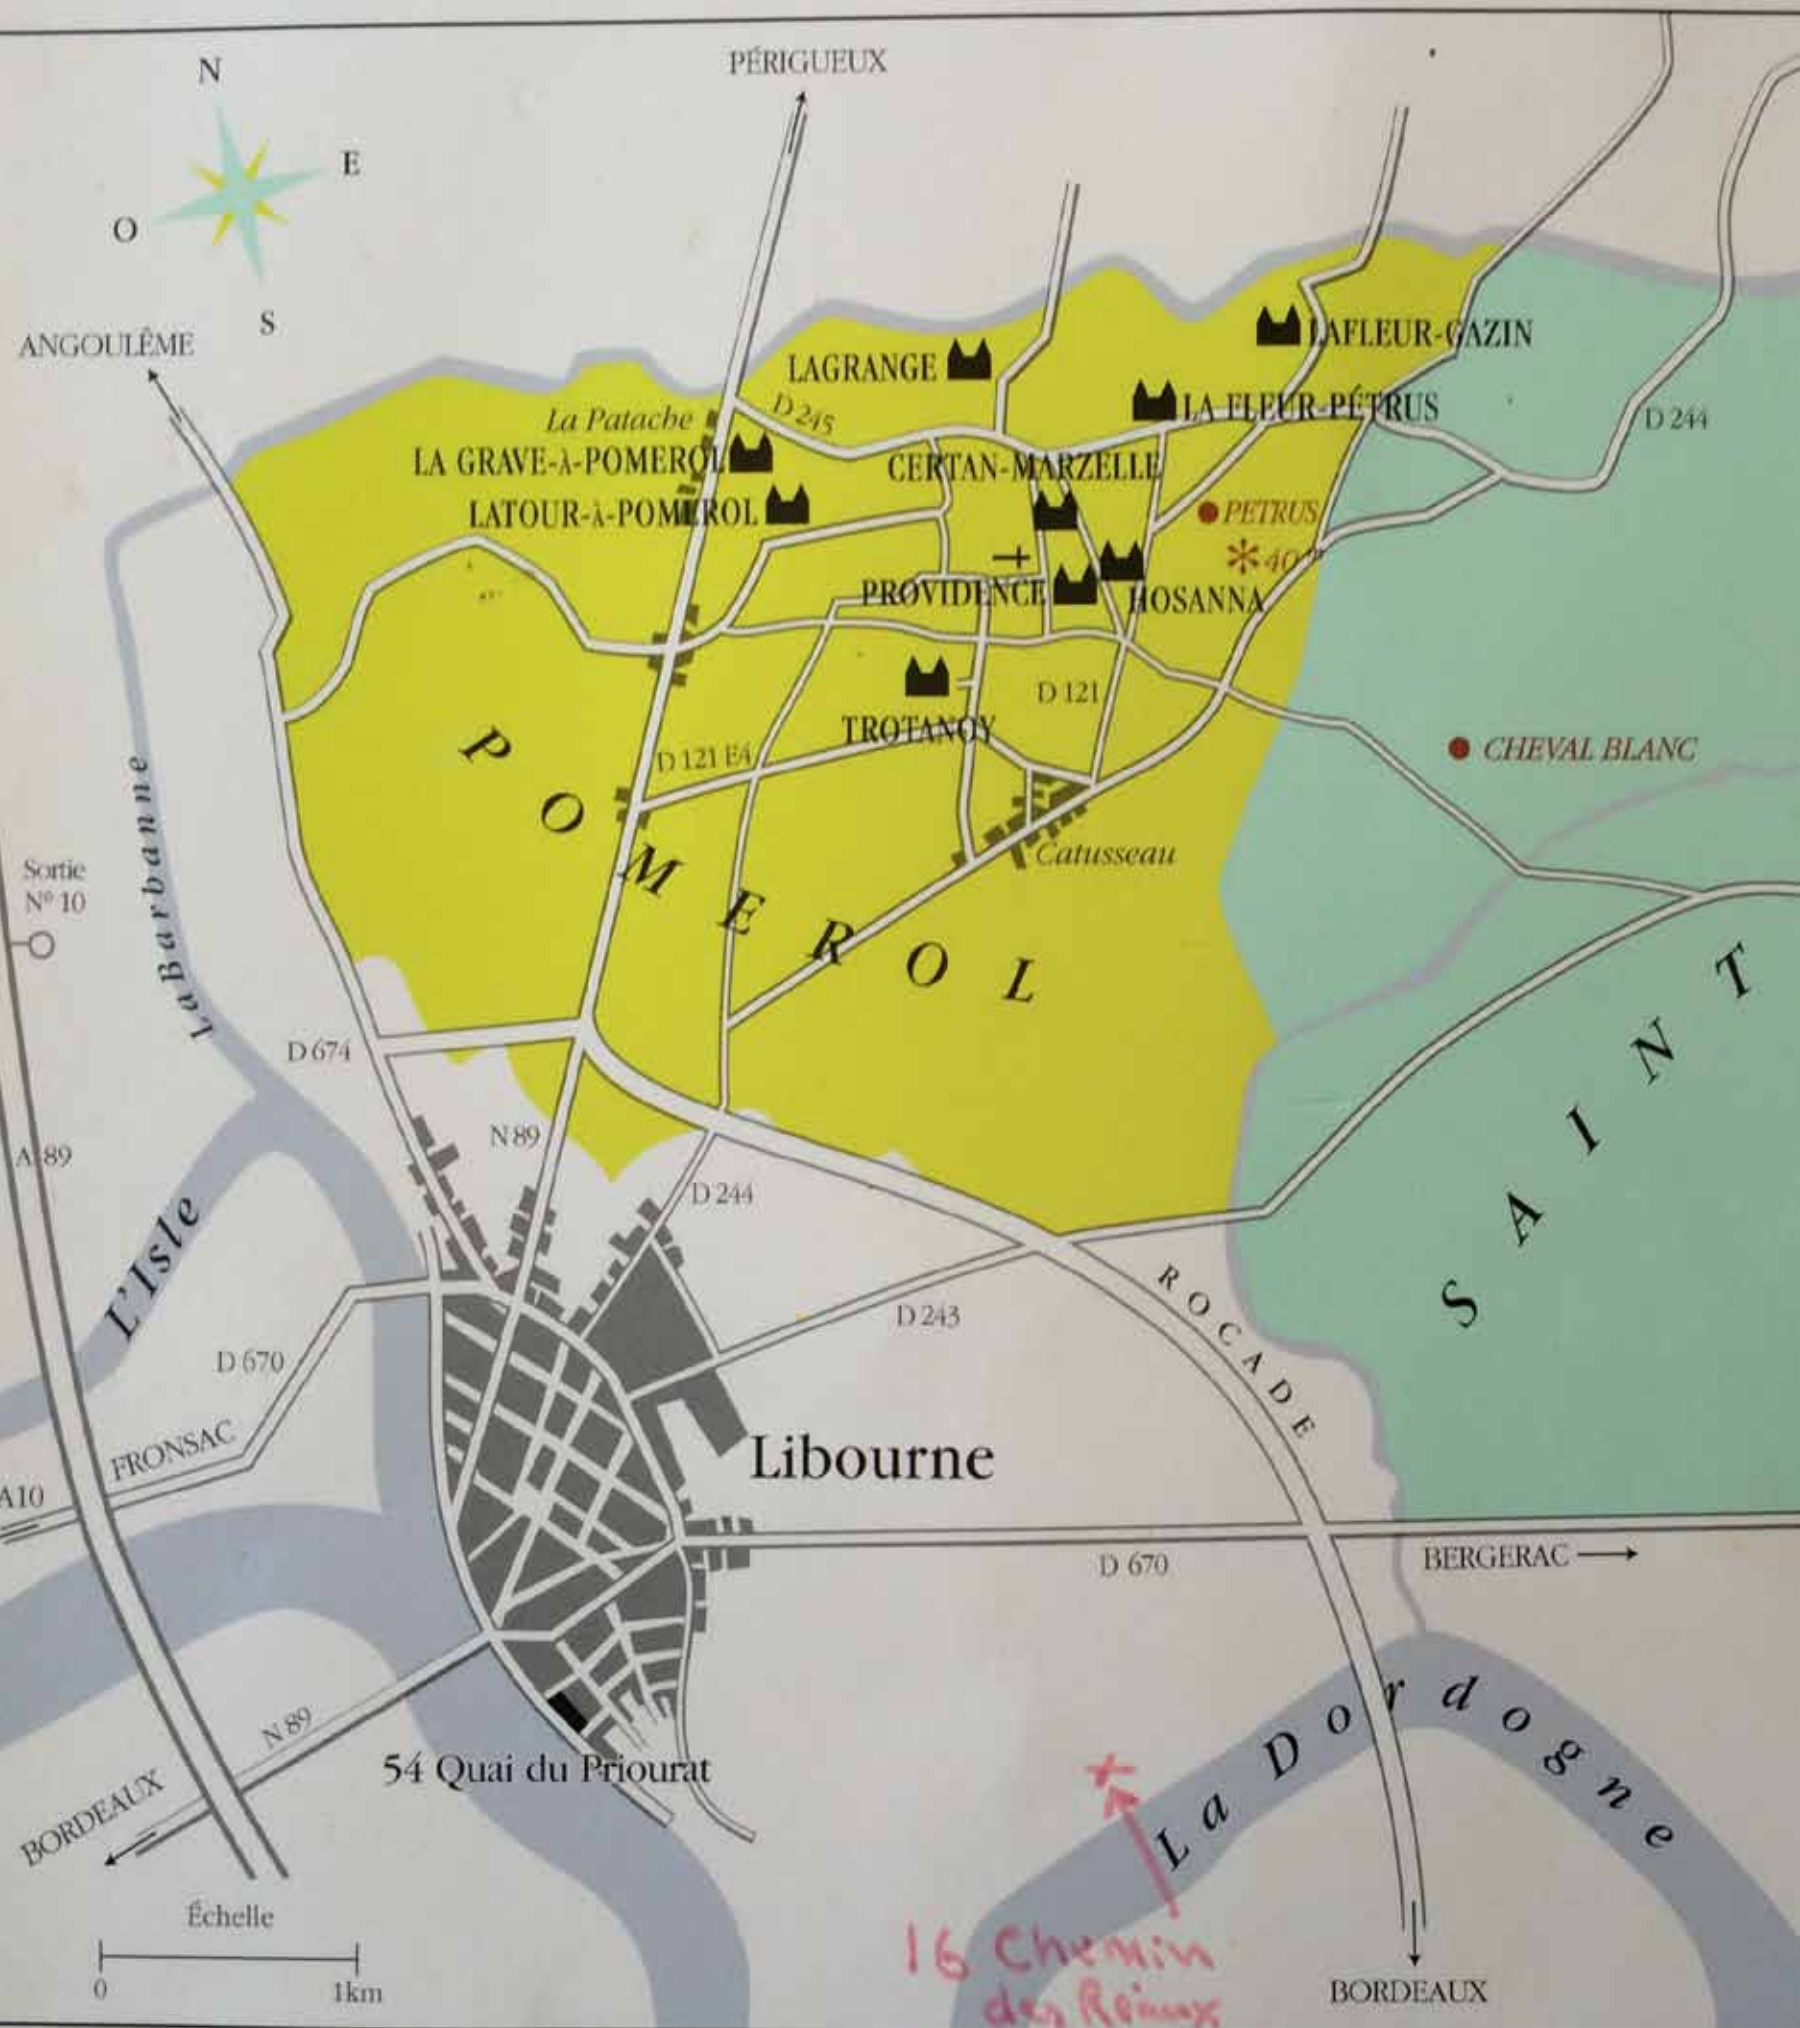 N
E
O
S
PÉRIGUEUX
ANGOULÊME
LAGRANGE
LAFLEUR-GAZIN
D 245
La Patache
LA FLEUR-PÉTRUS
D 244
LA GRAVE-À-POMEROL
CERTAN-MARZELLE
LATOUR-À-POMEROL
PETRUS
40 m
PROVIDENCE
HOSANNA
TROTANOY
D 121
D 121 E4
CHEVAL BLANC
POMEROL
Catusseau
La Barbanne
Sortie
N° 10
SAINT
D 674
N 89
A 89
D 244
L'Isle
D 243
ROCADE
D 670
FRONSAC
Libourne
A10
D 670
BERGERAC
La Dordogne
N 89
54 Quai du Priourat
BORDEAUX
Échelle
0
1km
16 Chemin
des Réaux
BORDEAUX